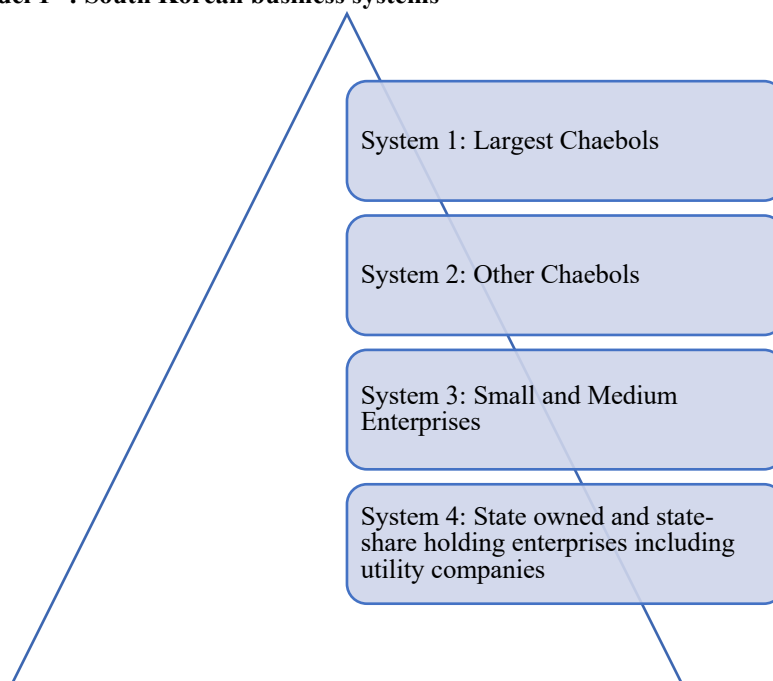 : South Korean business systems
System 1: Largest Chaebols
System 2: Other Chaebols
System 3: Small and Medium
Enterprises
System 4: State owned and state-
share holding enterprises including
utility companies